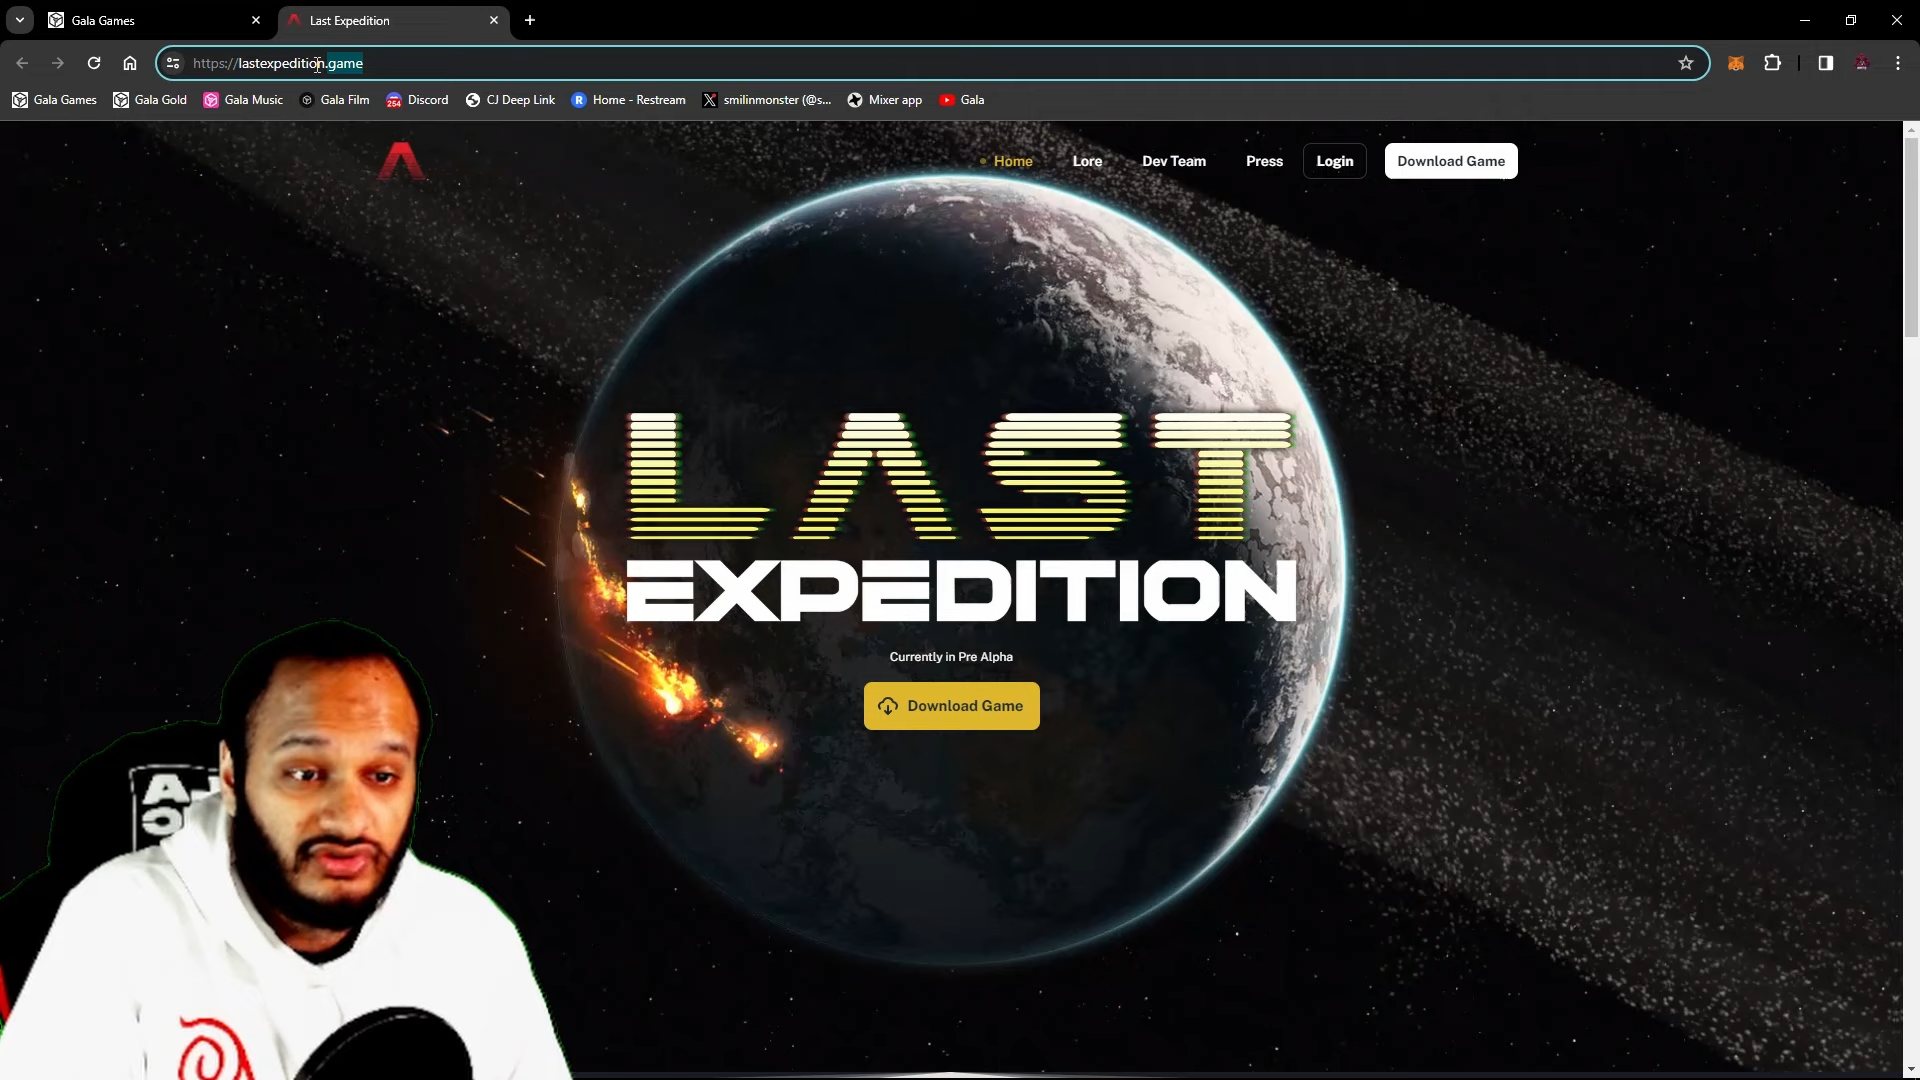 Gala Games
Last Expedition
https://lastexpedition.game
Gala Games
Gala Gold
Gala Music
Gala Film
254
Discord
CJ Deep Link
R
Home - Restream
X
smilinmonster (@s...
Mixer app
Gala
Home
Lore
Dev Team
Press
Login
Download Game
LAST
EXPEDITION
Currently in Pre Alpha
Download Game